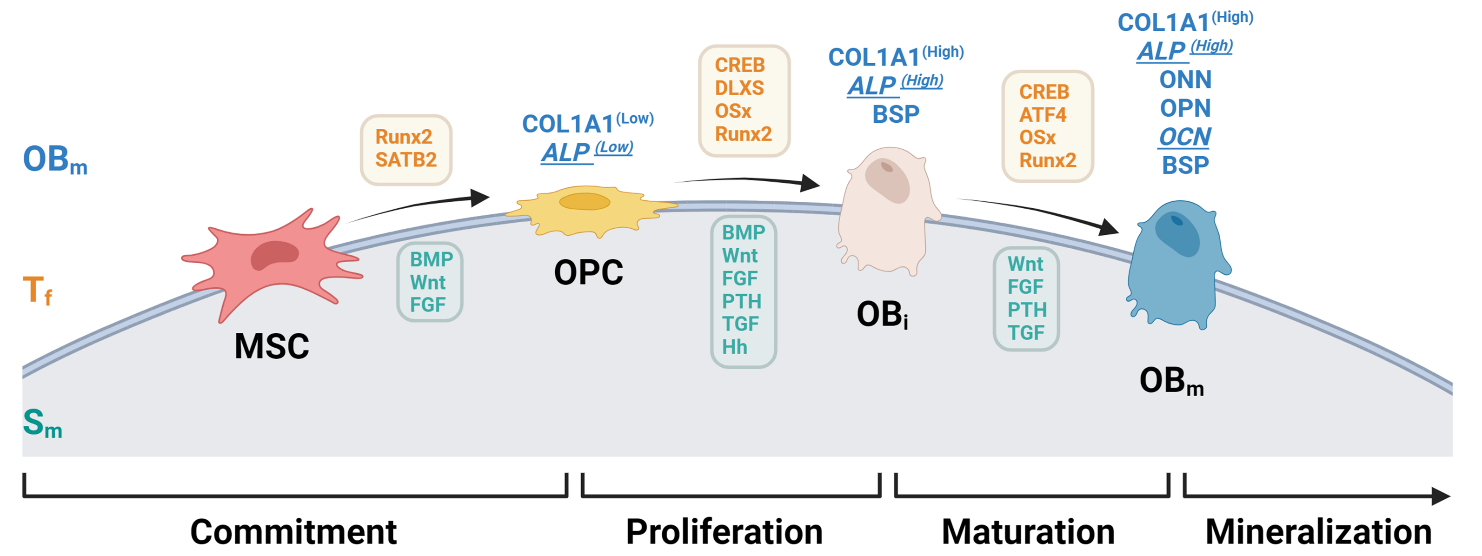 OBm
Tf
Sm
MSC
Runx2
SATB2
BMP
Wnt
FGF
COL1A1(Low)
ALP (Low)
OPC
CREB
DLXS
OSx
Runx2
BMP
Wnt
FGF
PTH
TGF
Hh
COL1A1(High)
ALP (High)
BSP
OBi
CREB
ATF4
OSx
Runx2
Wnt
FGF
PTH
TGF
COL1A1(High)
ALP (High)
ONN
OPN
OCN
BSP
OBm
Commitment
Proliferation
Maturation
Mineralization